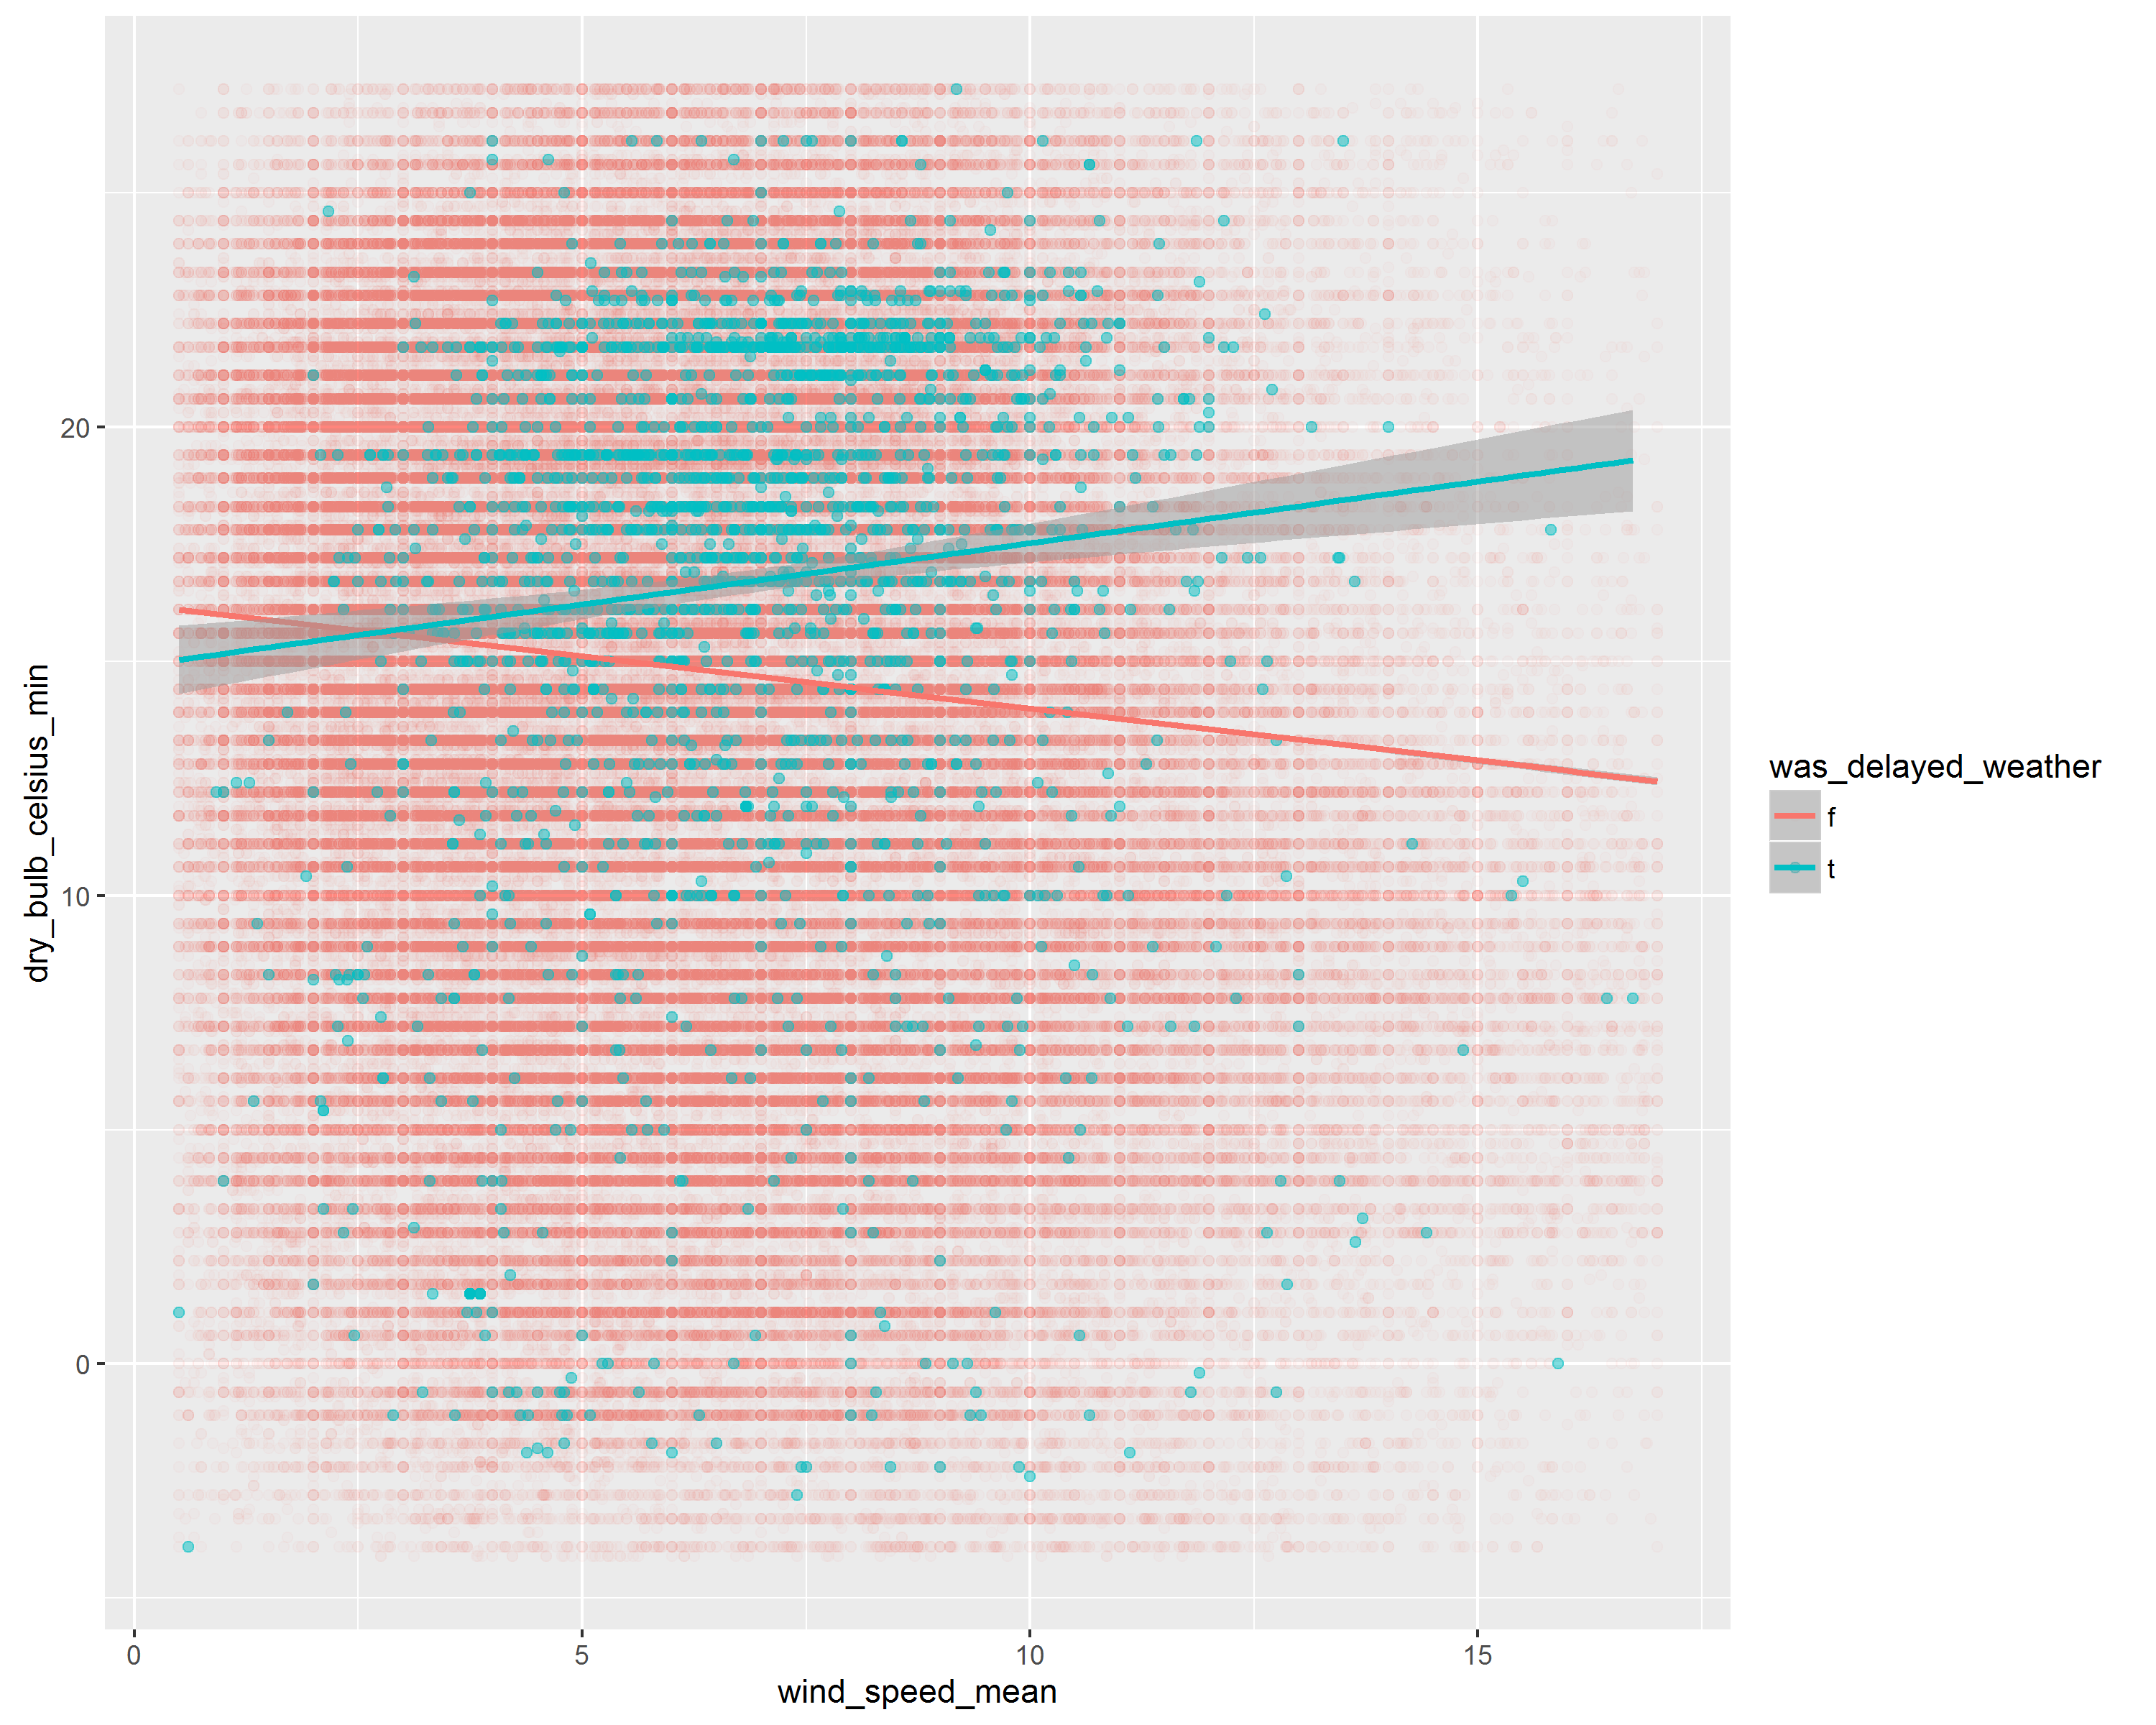 20
10
0
dry_bulb_celsius_min
0
5
10
15
wind_speed_mean
was_delayed_weather
f
t